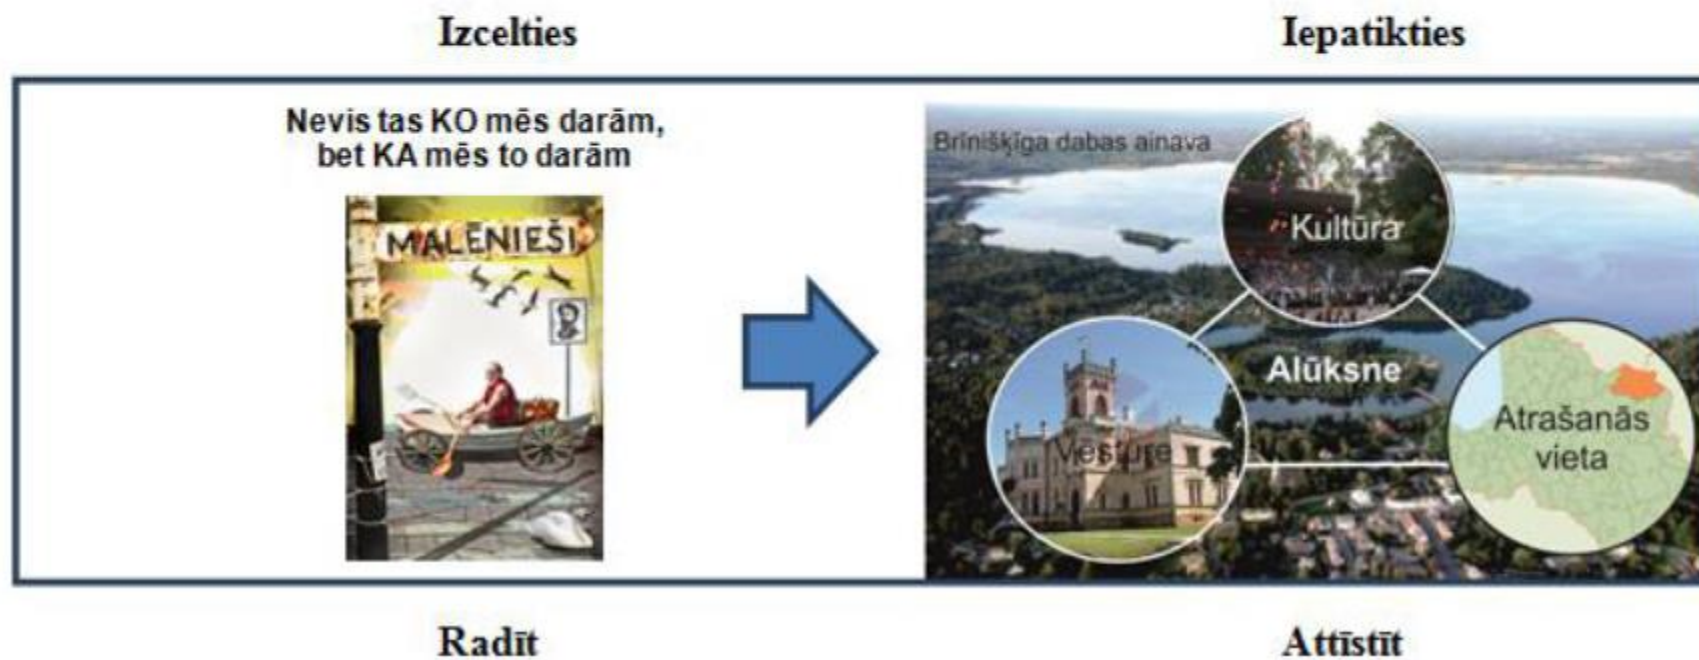 Izcelties
Iepatikties
Nevis tas KO mēs darām,
bet KA mēs to darām
MALĒNIEŠI
Brīnišķīga dabas ainava
Kultūra
Alūksne
Vēsture
Atrašanās
vieta
Radīt
Attīstīt